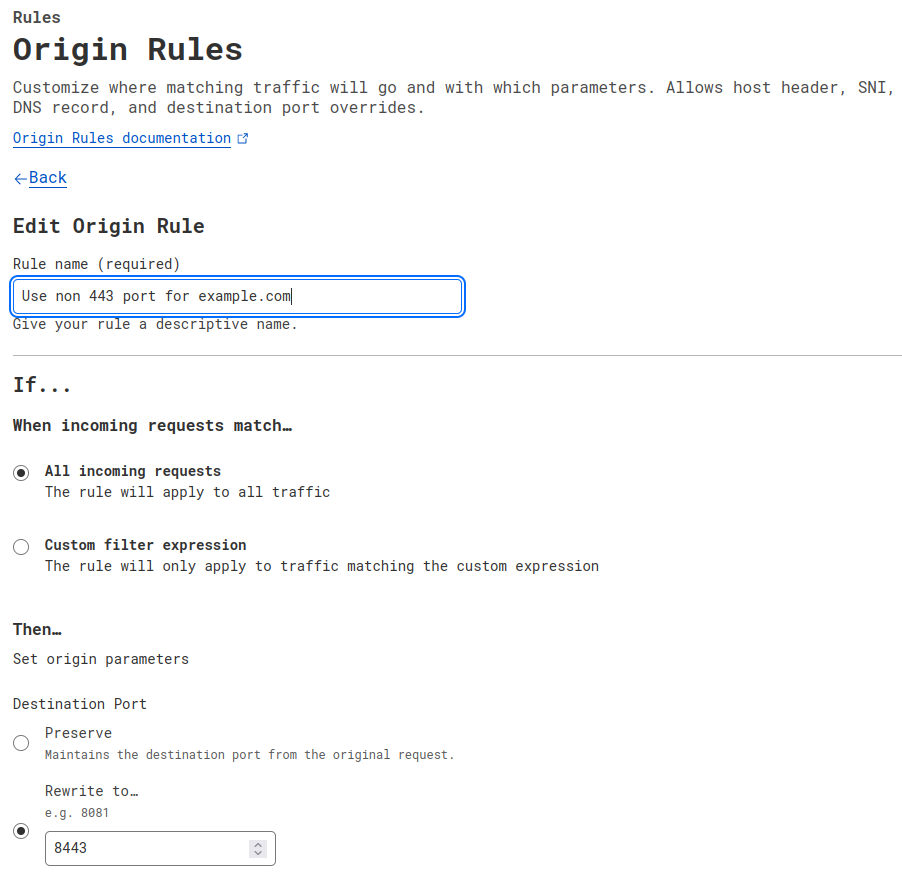 Rules
Origin Rules
Customize where matching traffic will go and with which parameters. Allows host header, SNI,
DNS record, and destination port overrides.
Origin Rules documentation
Back
Edit Origin Rule
Rule name (required)
Use non 443 port for example.com
Give your rule a descriptive name.
If...
When incoming requests match…
All incoming requests
The rule will apply to all traffic
Custom filter expression
The rule will only apply to traffic matching the custom expression
Then…
Set origin parameters
Destination Port
Preserve
Maintains the destination port from the original request.
Rewrite to…
e.g. 8081
8443